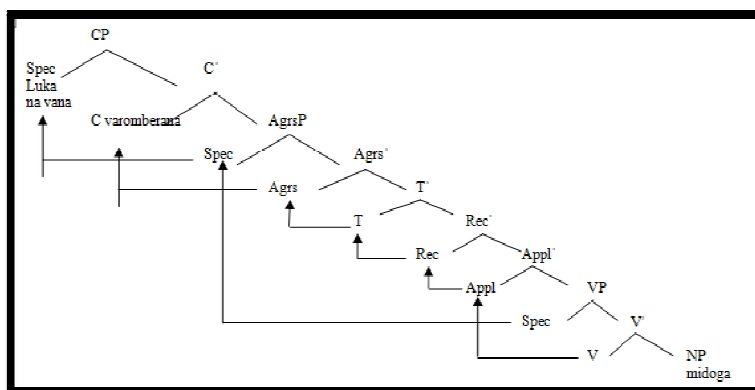 CP
Spec
Luka
na vana
C'
C varomberana
AgrsP
Spec
Agrs'
Agrs
T'
T
Rec'
Rec
Appl'
Appl
VP
Spec
V'
V
NP
midoga